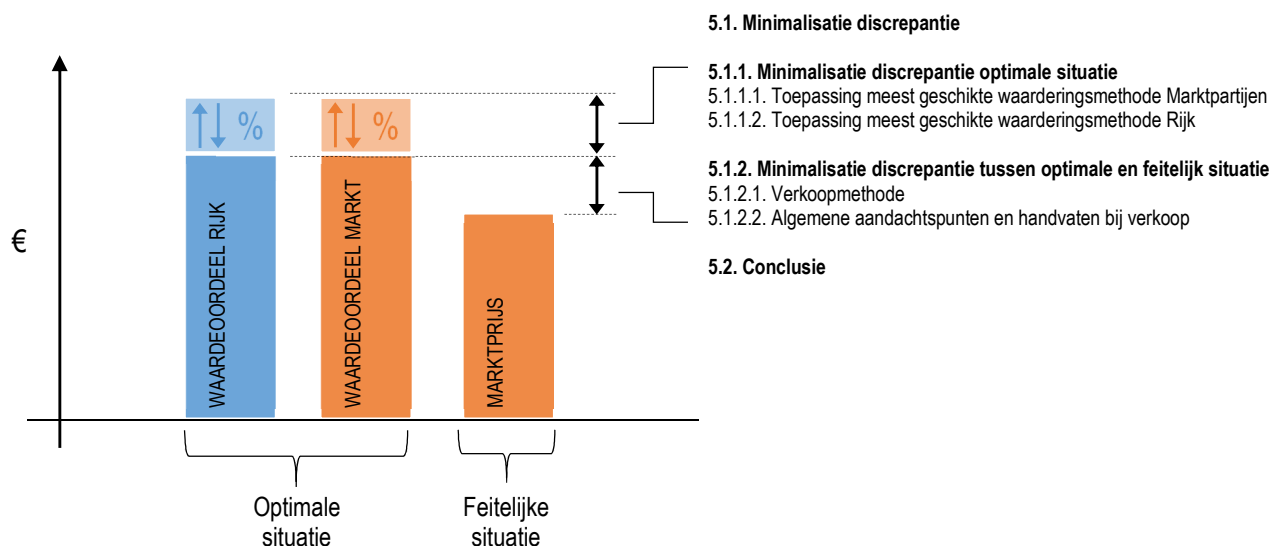 5.1. Minimalisatie discrepantie
5.1.1. Minimalisatie discrepantie optimale situatie
5.1.1.1. Toepassing meest geschikte waarderingsmethode Marktpartijen
5.1.1.2. Toepassing meest geschikte waarderingsmethode Rijk
5.1.2. Minimalisatie discrepantie tussen optimale en feitelijk situatie
5.1.2.1. Verkoopmethode
5.1.2.2. Algemene aandachtspunten en handvaten bij verkoop
5.2. Conclusie
€
%
%
WAARDEOORDEEL RIJK
WAARDEOORDEEL MARKT
MARKTPRIJS
Optimale
situatie
Feitelijke
situatie